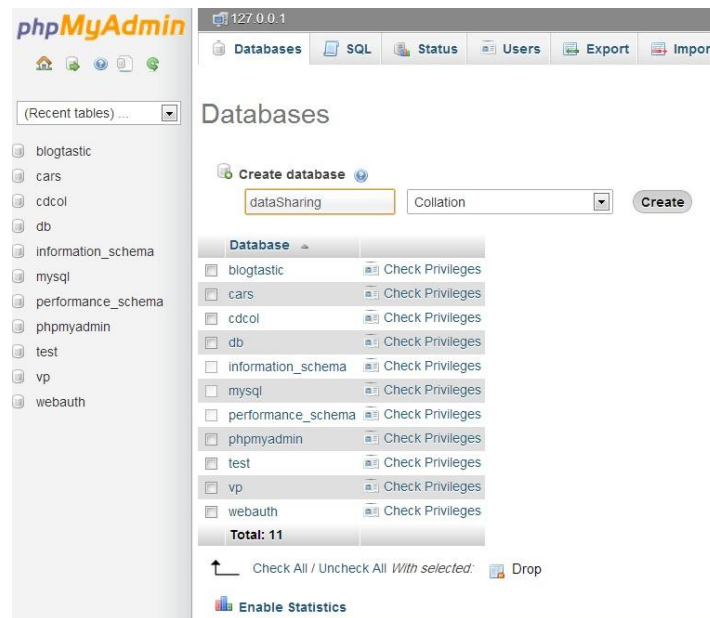 phpMyAdmin
(Recent tables) ...
blogtastic
cars
cdcol
db
information_schema
mysql
performance_schema
phpmyadmin
test
vp
webauth
127.0.0.1
Databases SQL Status Users Export Impor
Databases
Create database
dataSharing Collation Create
Database
blogtastic Check Privileges
cars Check Privileges
cdcol Check Privileges
db Check Privileges
information_schema Check Privileges
mysql Check Privileges
performance_schema Check Privileges
phpmyadmin Check Privileges
test Check Privileges
vp Check Privileges
webauth Check Privileges
Total: 11
Check All / Uncheck All With selected: Drop
Enable Statistics